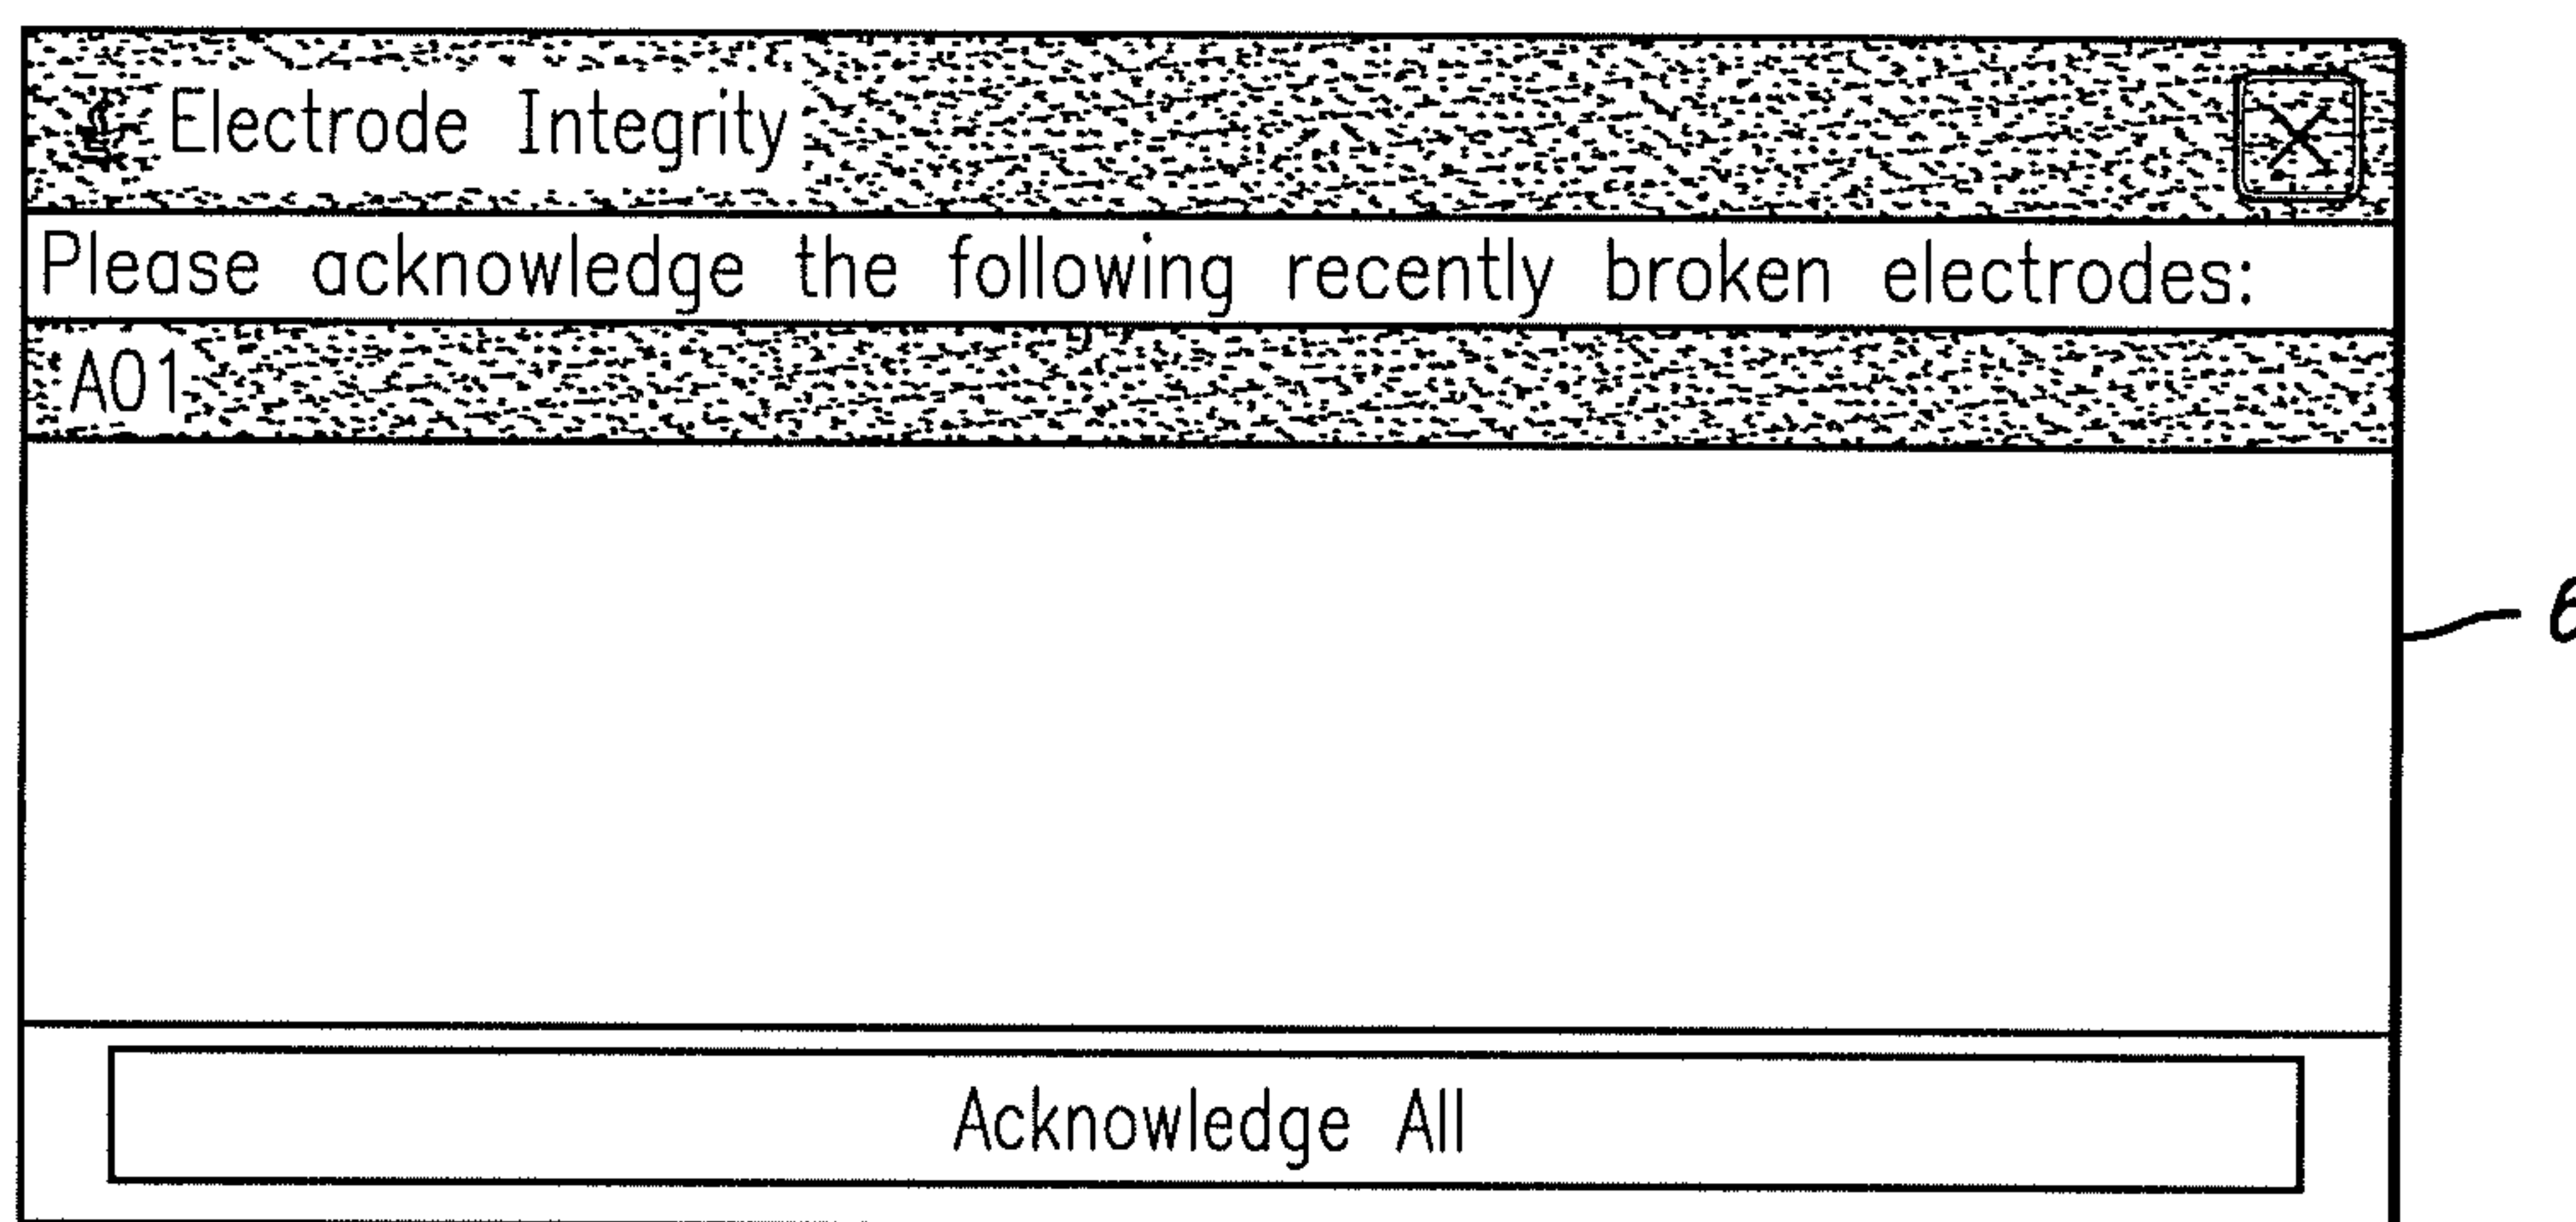 Electrode Integrity
Please acknowledge the following recently broken electrodes:
A01
Acknowledge All